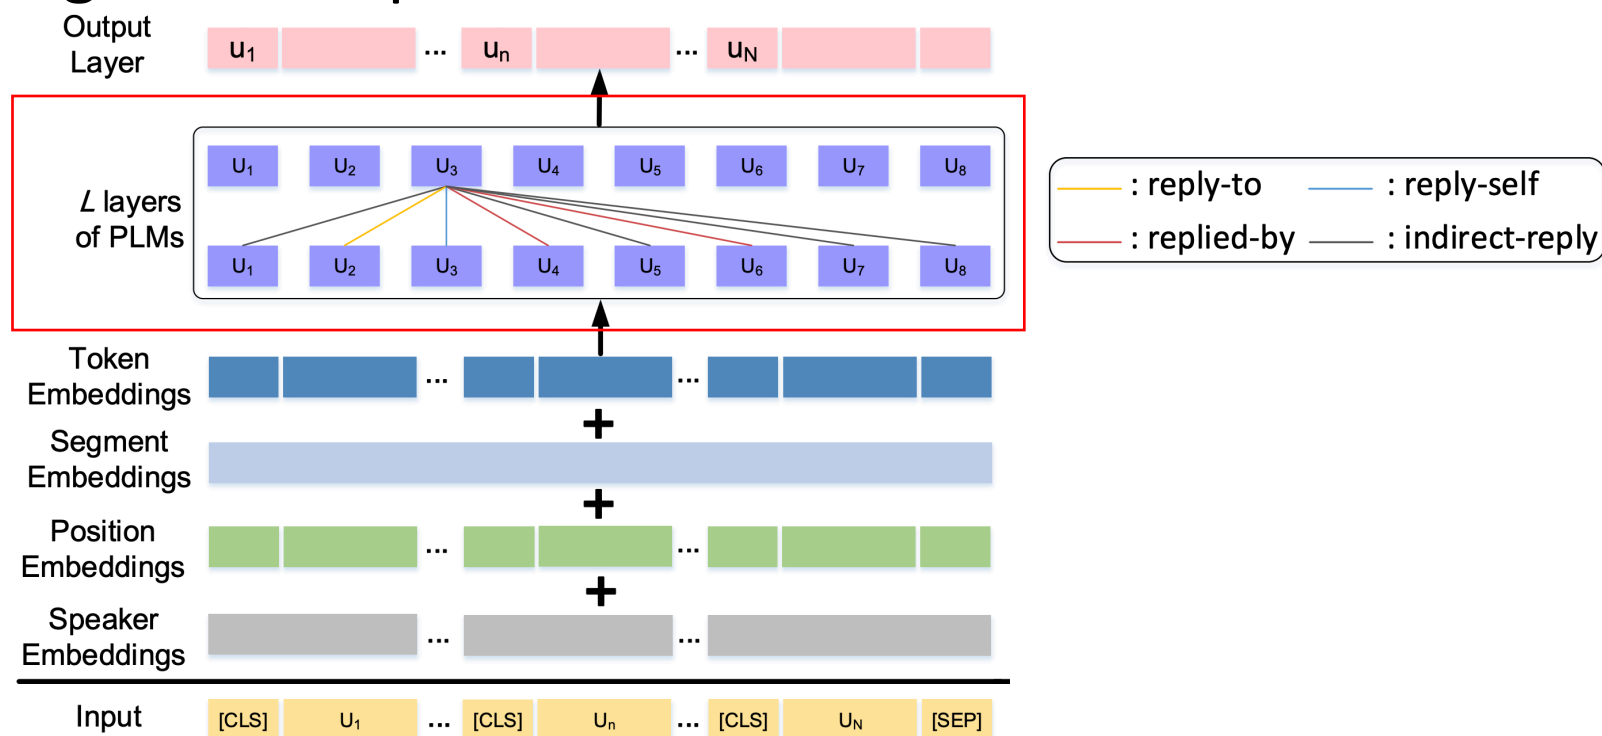 Output
Layer
u1 ... un ... uN
U1 U2 U3 U4 U5 U6 U7 U8
L layers
of PLMs
U1 U2 U3 U4 U5 U6 U7 U8
: reply-to : reply-self
: replied-by : indirect-reply
Token
Embeddings
... ...
+
Segment
Embeddings
+
Position
Embeddings
... ...
+
Speaker
Embeddings
... ...
Input
[CLS] U1 ... [CLS] Un ... [CLS] UN [SEP]